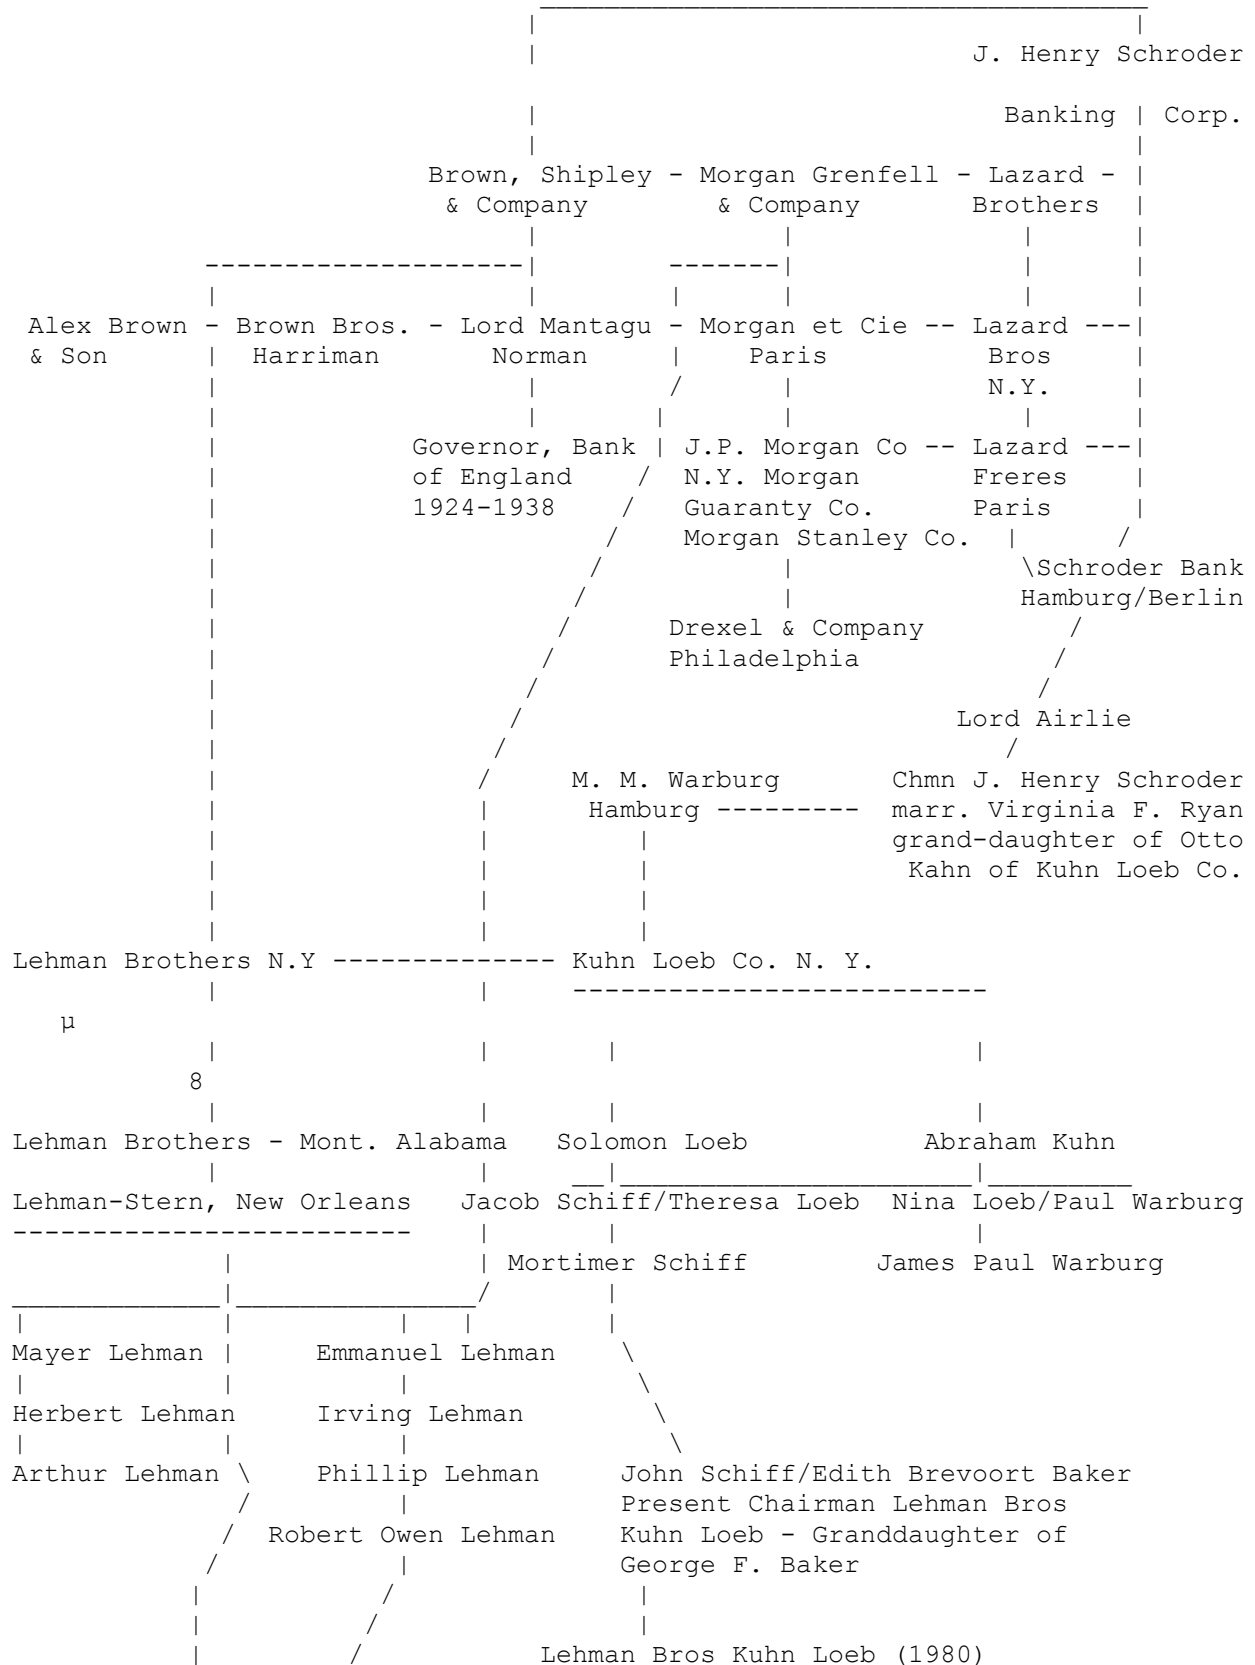 J. Henry Schroder
Banking | Corp.
Brown, Shipley - Morgan Grenfell - Lazard -
& Company & Company Brothers
Alex Brown - Brown Bros. - Lord Mantagu - Morgan et Cie -- Lazard ---|
& Son | Harriman Norman | Paris Bros
N.Y.
Governor, Bank | J.P. Morgan Co -- Lazard ---|
of England / N.Y. Morgan Freres
1924-1938 / Guaranty Co. Paris
Morgan Stanley Co. | /
\Schroder Bank
Hamburg/Berlin
Drexel & Company
Philadelphia
Lord Airlie
M. M. Warburg Chmn J. Henry Schroder
Hamburg --------- marr. Virginia F. Ryan
grand-daughter of Otto
Kahn of Kuhn Loeb Co.
Lehman Brothers N.Y -------------- Kuhn Loeb Co. N. Y.
µ
8
Lehman Brothers - Mont. Alabama Solomon Loeb Abraham Kuhn
Lehman-Stern, New Orleans Jacob Schiff/Theresa Loeb Nina Loeb/Paul Warburg
Mortimer Schiff James Paul Warburg
Mayer Lehman | Emmanuel Lehman \
Herbert Lehman Irving Lehman \
Arthur Lehman \ Phillip Lehman John Schiff/Edith Brevoort Baker
Present Chairman Lehman Bros
Robert Owen Lehman Kuhn Loeb - Granddaughter of
George F. Baker
Lehman Bros Kuhn Loeb (1980)